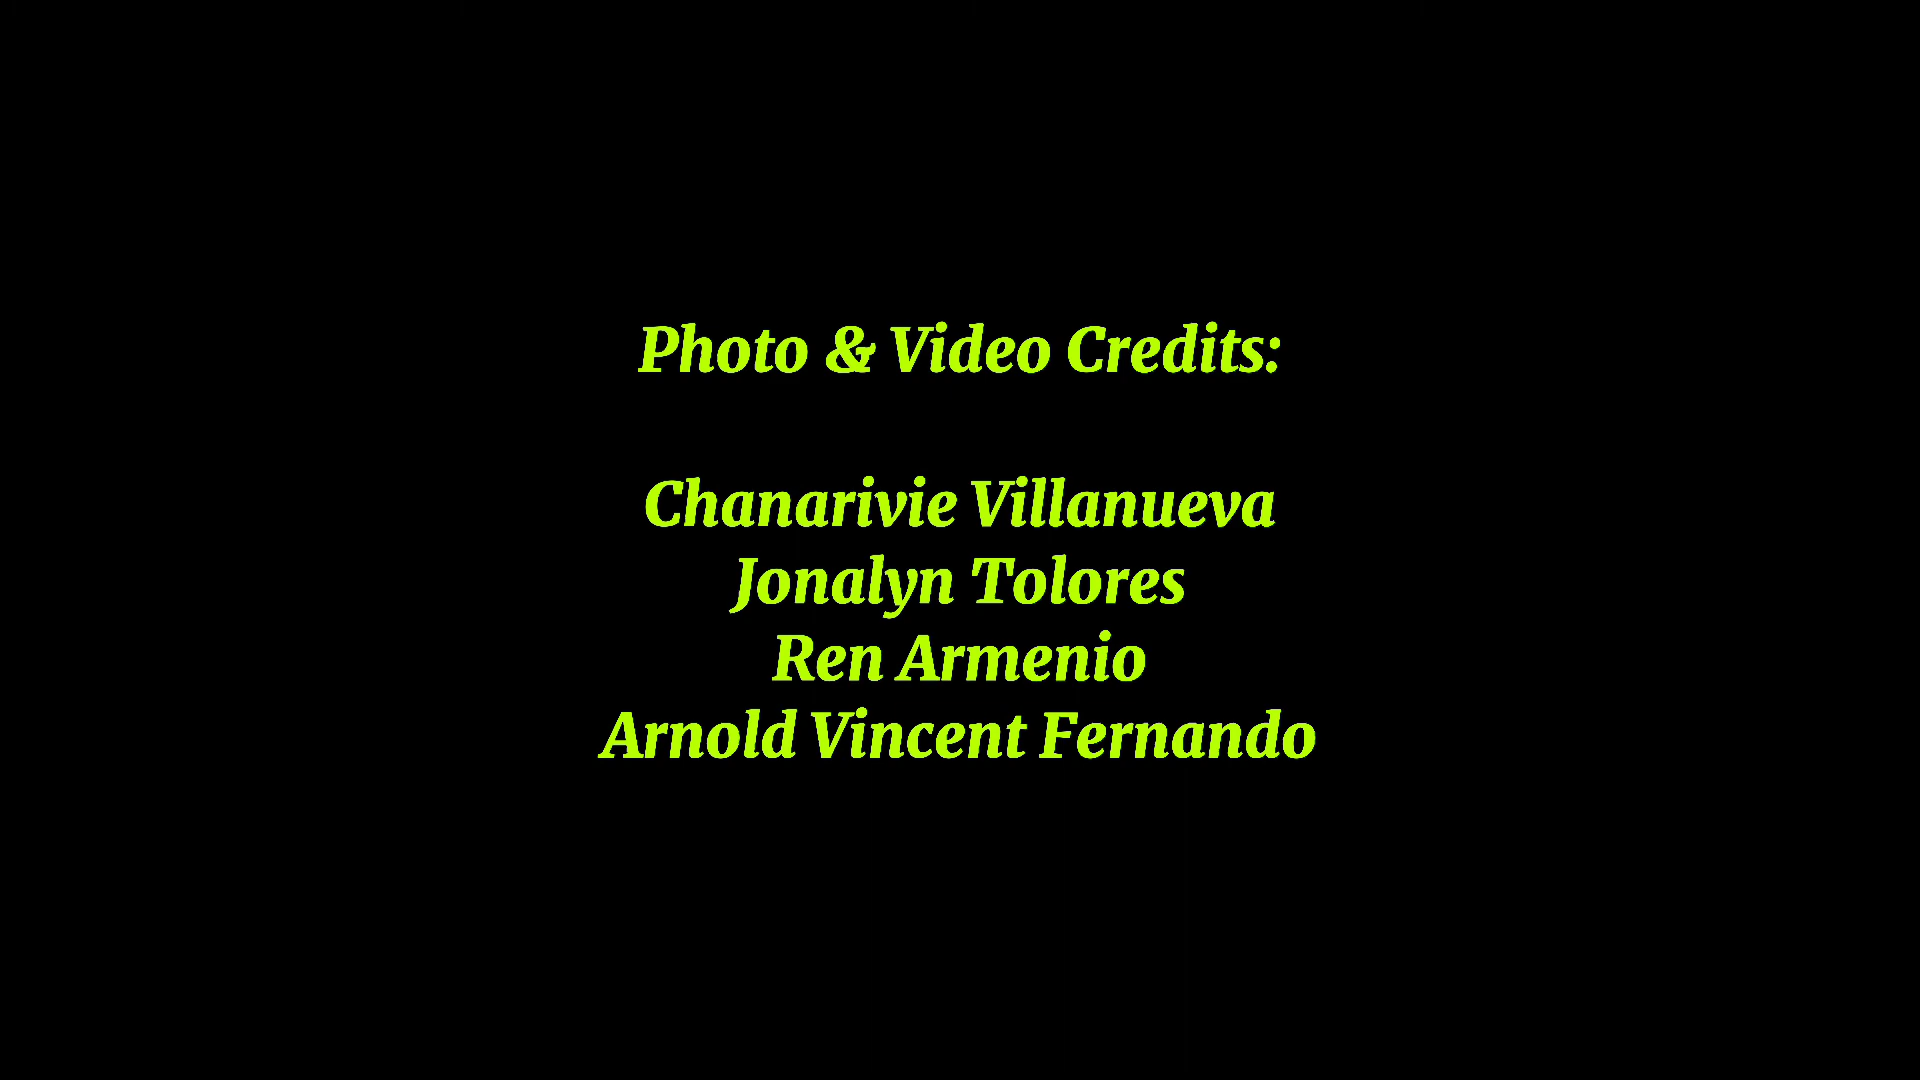 Photo & Video Credits:
Chanarivie Villanueva
Jonalyn Tolores
Ren Armenio
Arnold Vincent Fernando